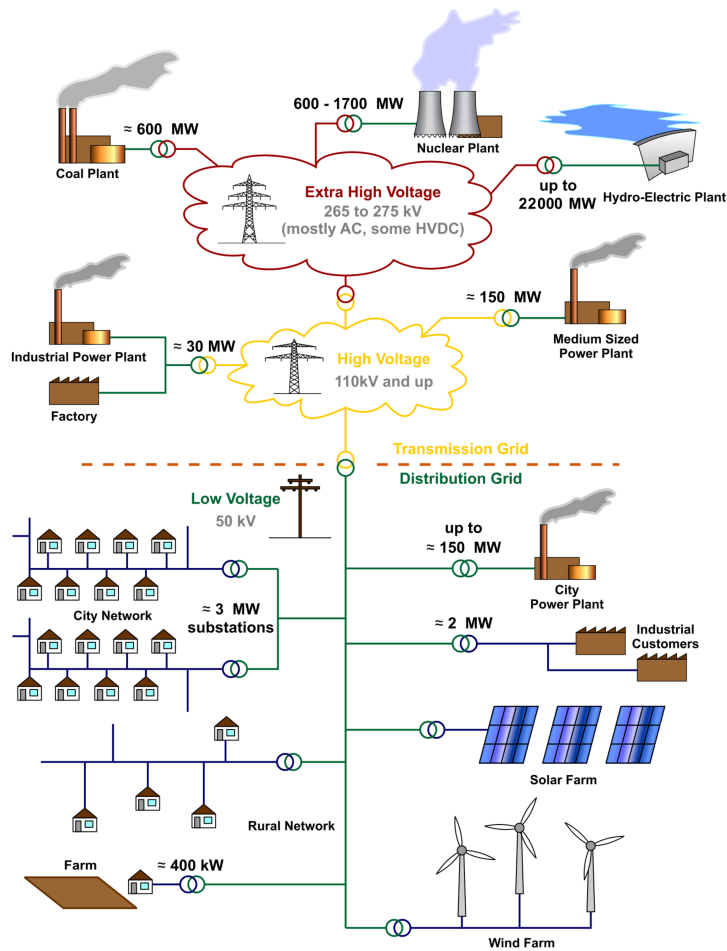 ≈ 600 MW
Coal Plant
600 - 1700 MW
Nuclear Plant
up to
22000 MW
Hydro-Electric Plant
Extra High Voltage
265 to 275 kV
(mostly AC, some HVDC)
≈ 150 MW
Medium Sized
Power Plant
Industrial Power Plant
≈ 30 MW
Factory
High Voltage
110kV and up
Transmission Grid
Distribution Grid
Low Voltage
50 kV
up to
≈ 150 MW
City
Power Plant
City Network
≈ 3 MW
substations
≈ 2 MW
Industrial
Customers
Solar Farm
Rural Network
Farm
≈ 400 kW
Wind Farm